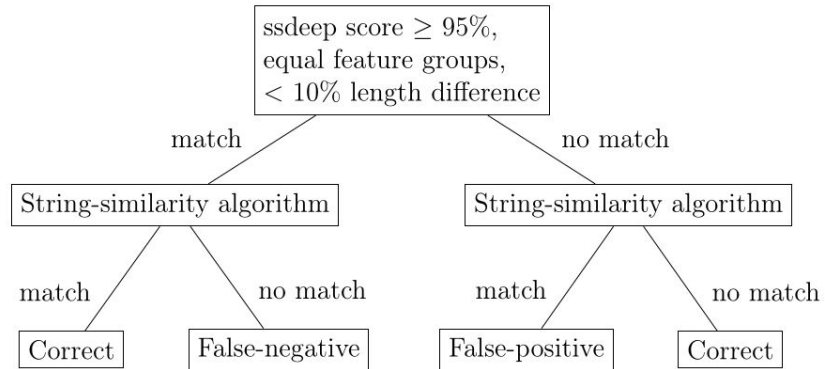 ssdeep score ≥ 95%,
equal feature groups,
< 10% length difference
match
no match
String-similarity algorithm
String-similarity algorithm
match
no match
match
no match
Correct
False-negative
False-positive
Correct